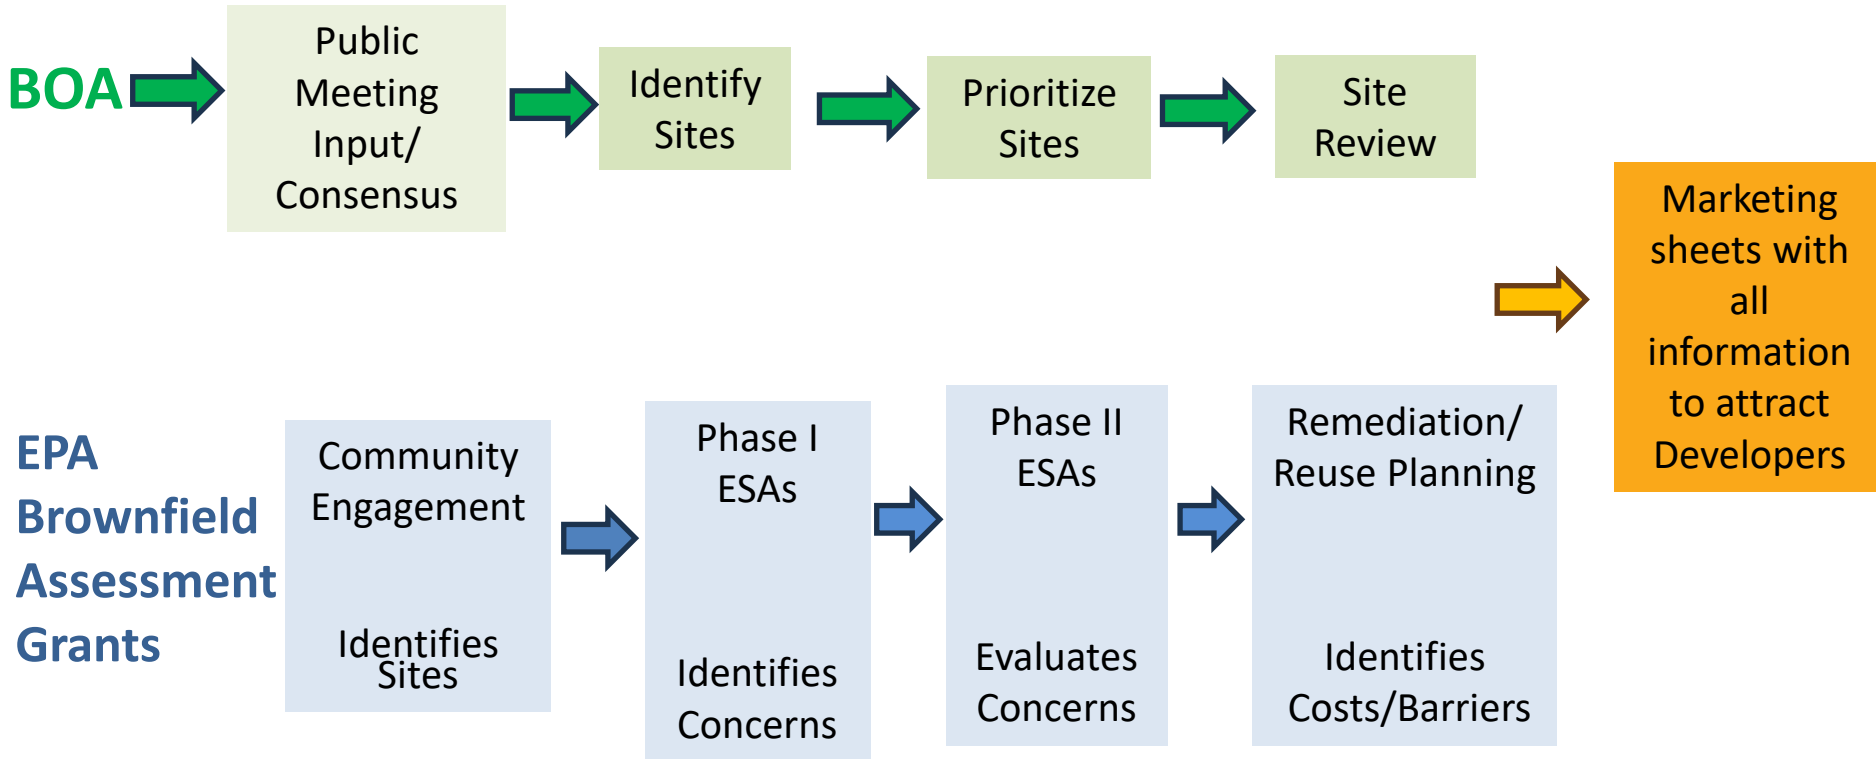 BOA
Public
Meeting
Input/
Consensus
Identify
Sites
Prioritize
Sites
Site
Review
Marketing
sheets with
all
information
to attract
Developers
EPA
Brownfield
Assessment
Grants
Community
Engagement
Identifies
Sites
Phase I
ESAs
Identifies
Concerns
Phase II
ESAs
Evaluates
Concerns
Remediation/
Reuse Planning
Identifies
Costs/Barriers